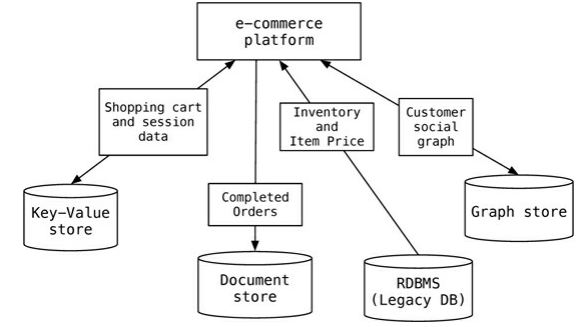 e-commerce
platform
Shopping cart
and session
data
Inventory
and
Item Price
Customer
social
graph
Completed
Orders
Key-Value
store
Graph store
Document
store
RDBMS
(Legacy DB)